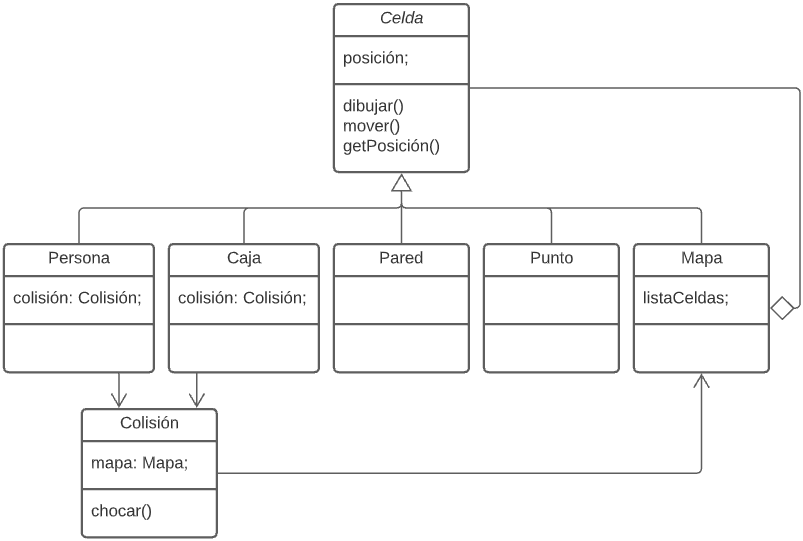 Celda
posición;
dibujar()
mover()
getPosición()
Persona
colisión: Colisión;
Caja
colisión: Colisión;
Pared
Punto
Mapa
listaCeldas;
Colisión
mapa: Mapa;
chocar()